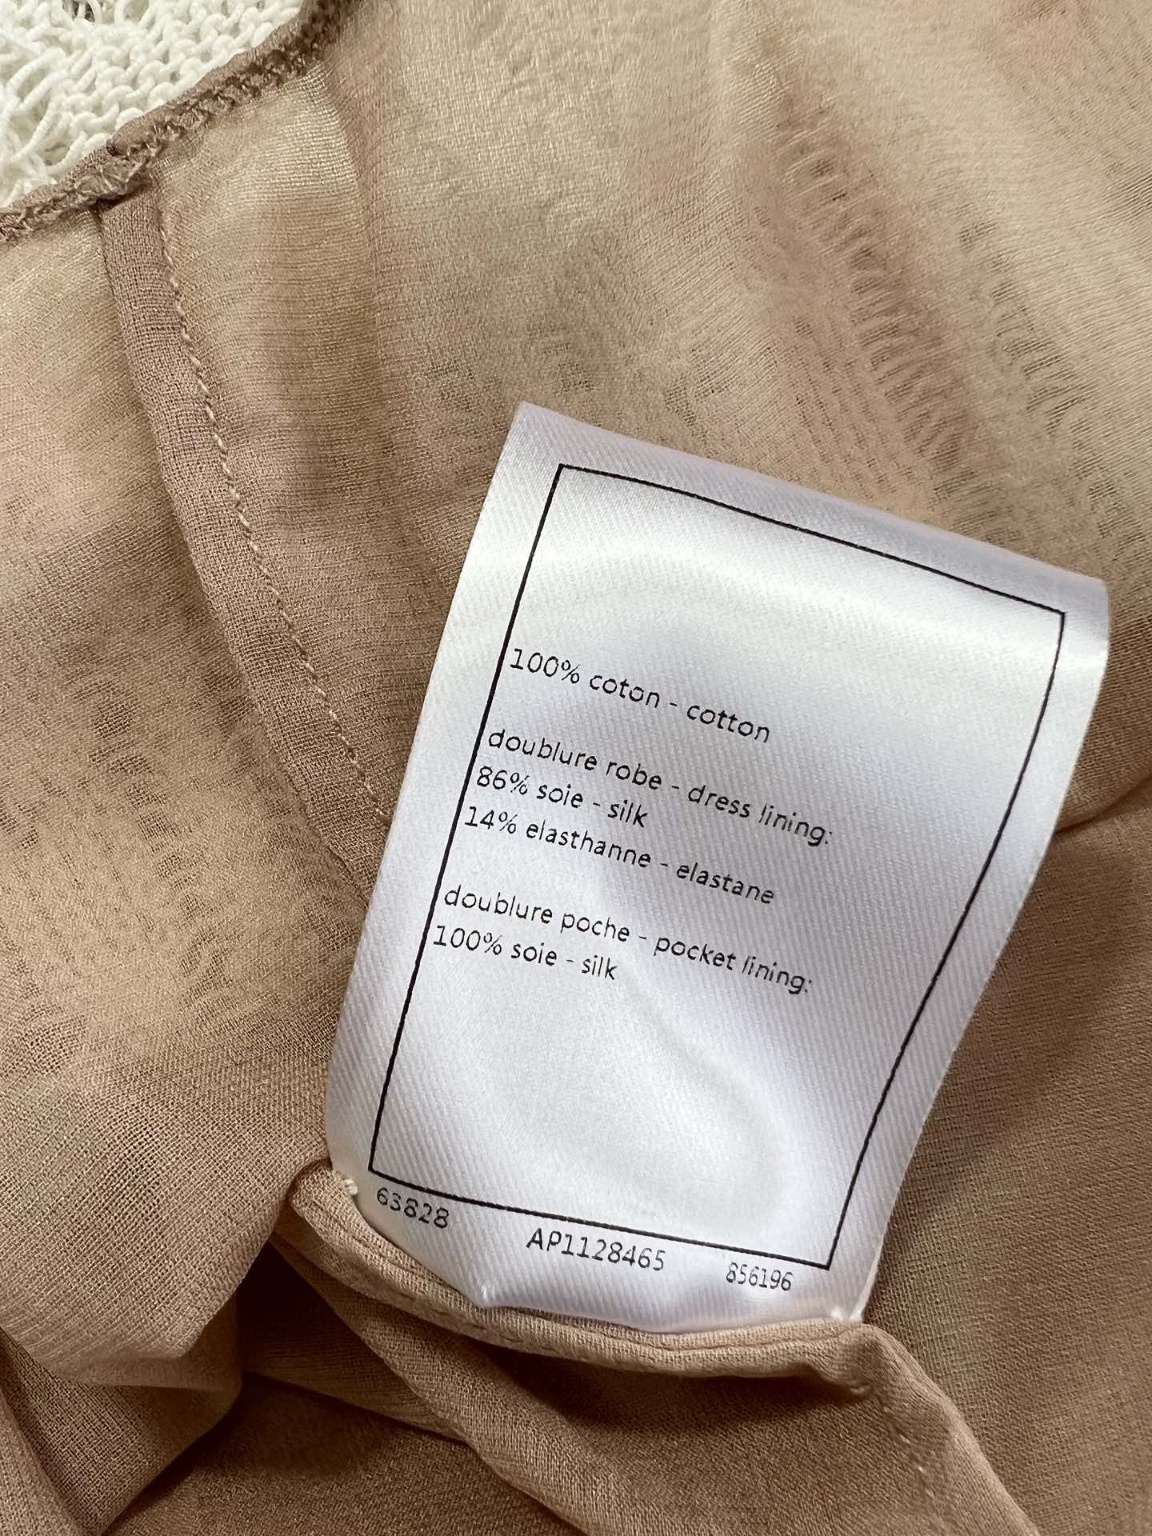 100% coton - cotton
doublure robe - dress lining:
86% soie - silk
14% elasthanne - elastane
doublure poche - pocket lining:
100% soie - silk
63828 AP1128465 856196